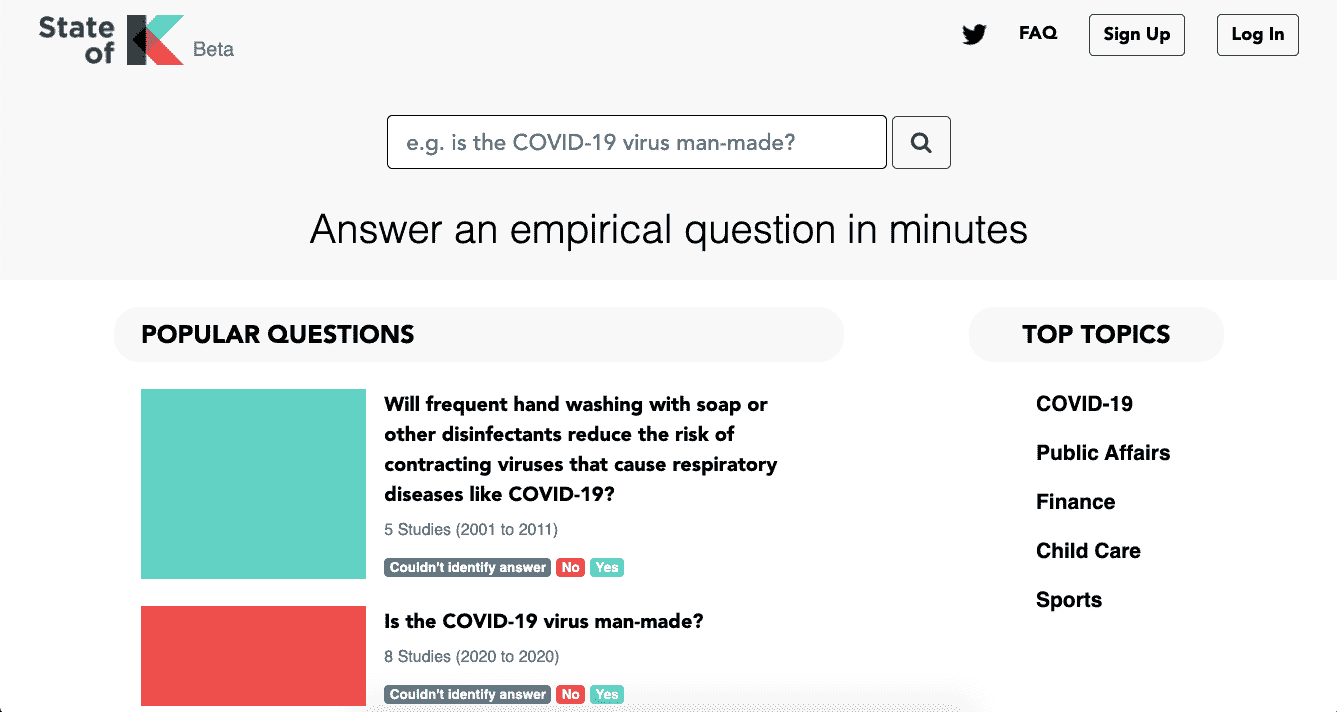 State
of K Beta
FAQ
Sign Up
Log In
e.g. is the COVID-19 virus man-made?
Answer an empirical question in minutes
POPULAR QUESTIONS
Will frequent hand washing with soap or
other disinfectants reduce the risk of
contracting viruses that cause respiratory
diseases like COVID-19?
5 Studies (2001 to 2011)
Couldn't identify answer No Yes
Is the COVID-19 virus man-made?
8 Studies (2020 to 2020)
Couldn't identify answer No Yes
TOP TOPICS
COVID-19
Public Affairs
Finance
Child Care
Sports